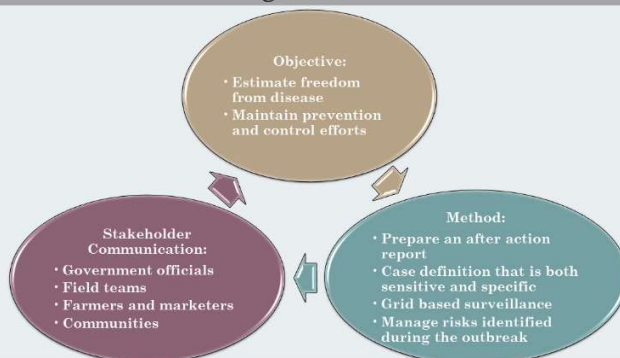 Objective:
• Estimate freedom
from disease
• Maintain prevention
and control efforts
Stakeholder
Communication:
• Government officials
• Field teams
• Farmers and marketers
• Communities
Method:
• Prepare an after action
report
• Case definition that is both
sensitive and specific
• Grid based surveillance
• Manage risks identified
during the outbreak